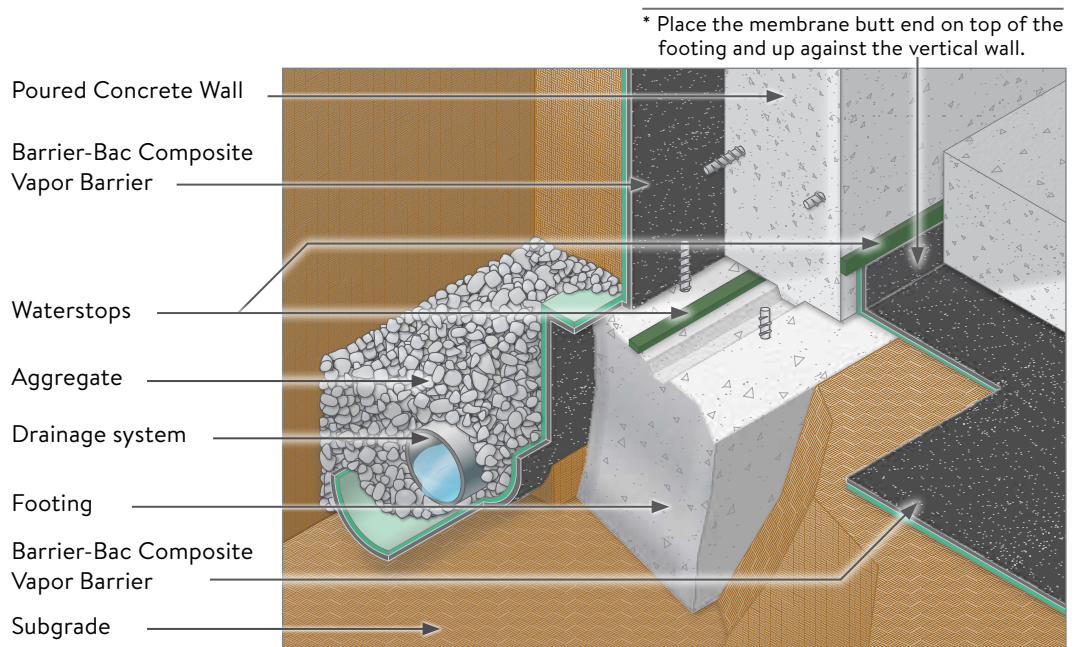 * Place the membrane butt end on top of the
footing and up against the vertical wall.
Poured Concrete Wall
Barrier-Bac Composite
Vapor Barrier
Waterstops
Aggregate
Drainage system
Footing
Barrier-Bac Composite
Vapor Barrier
Subgrade